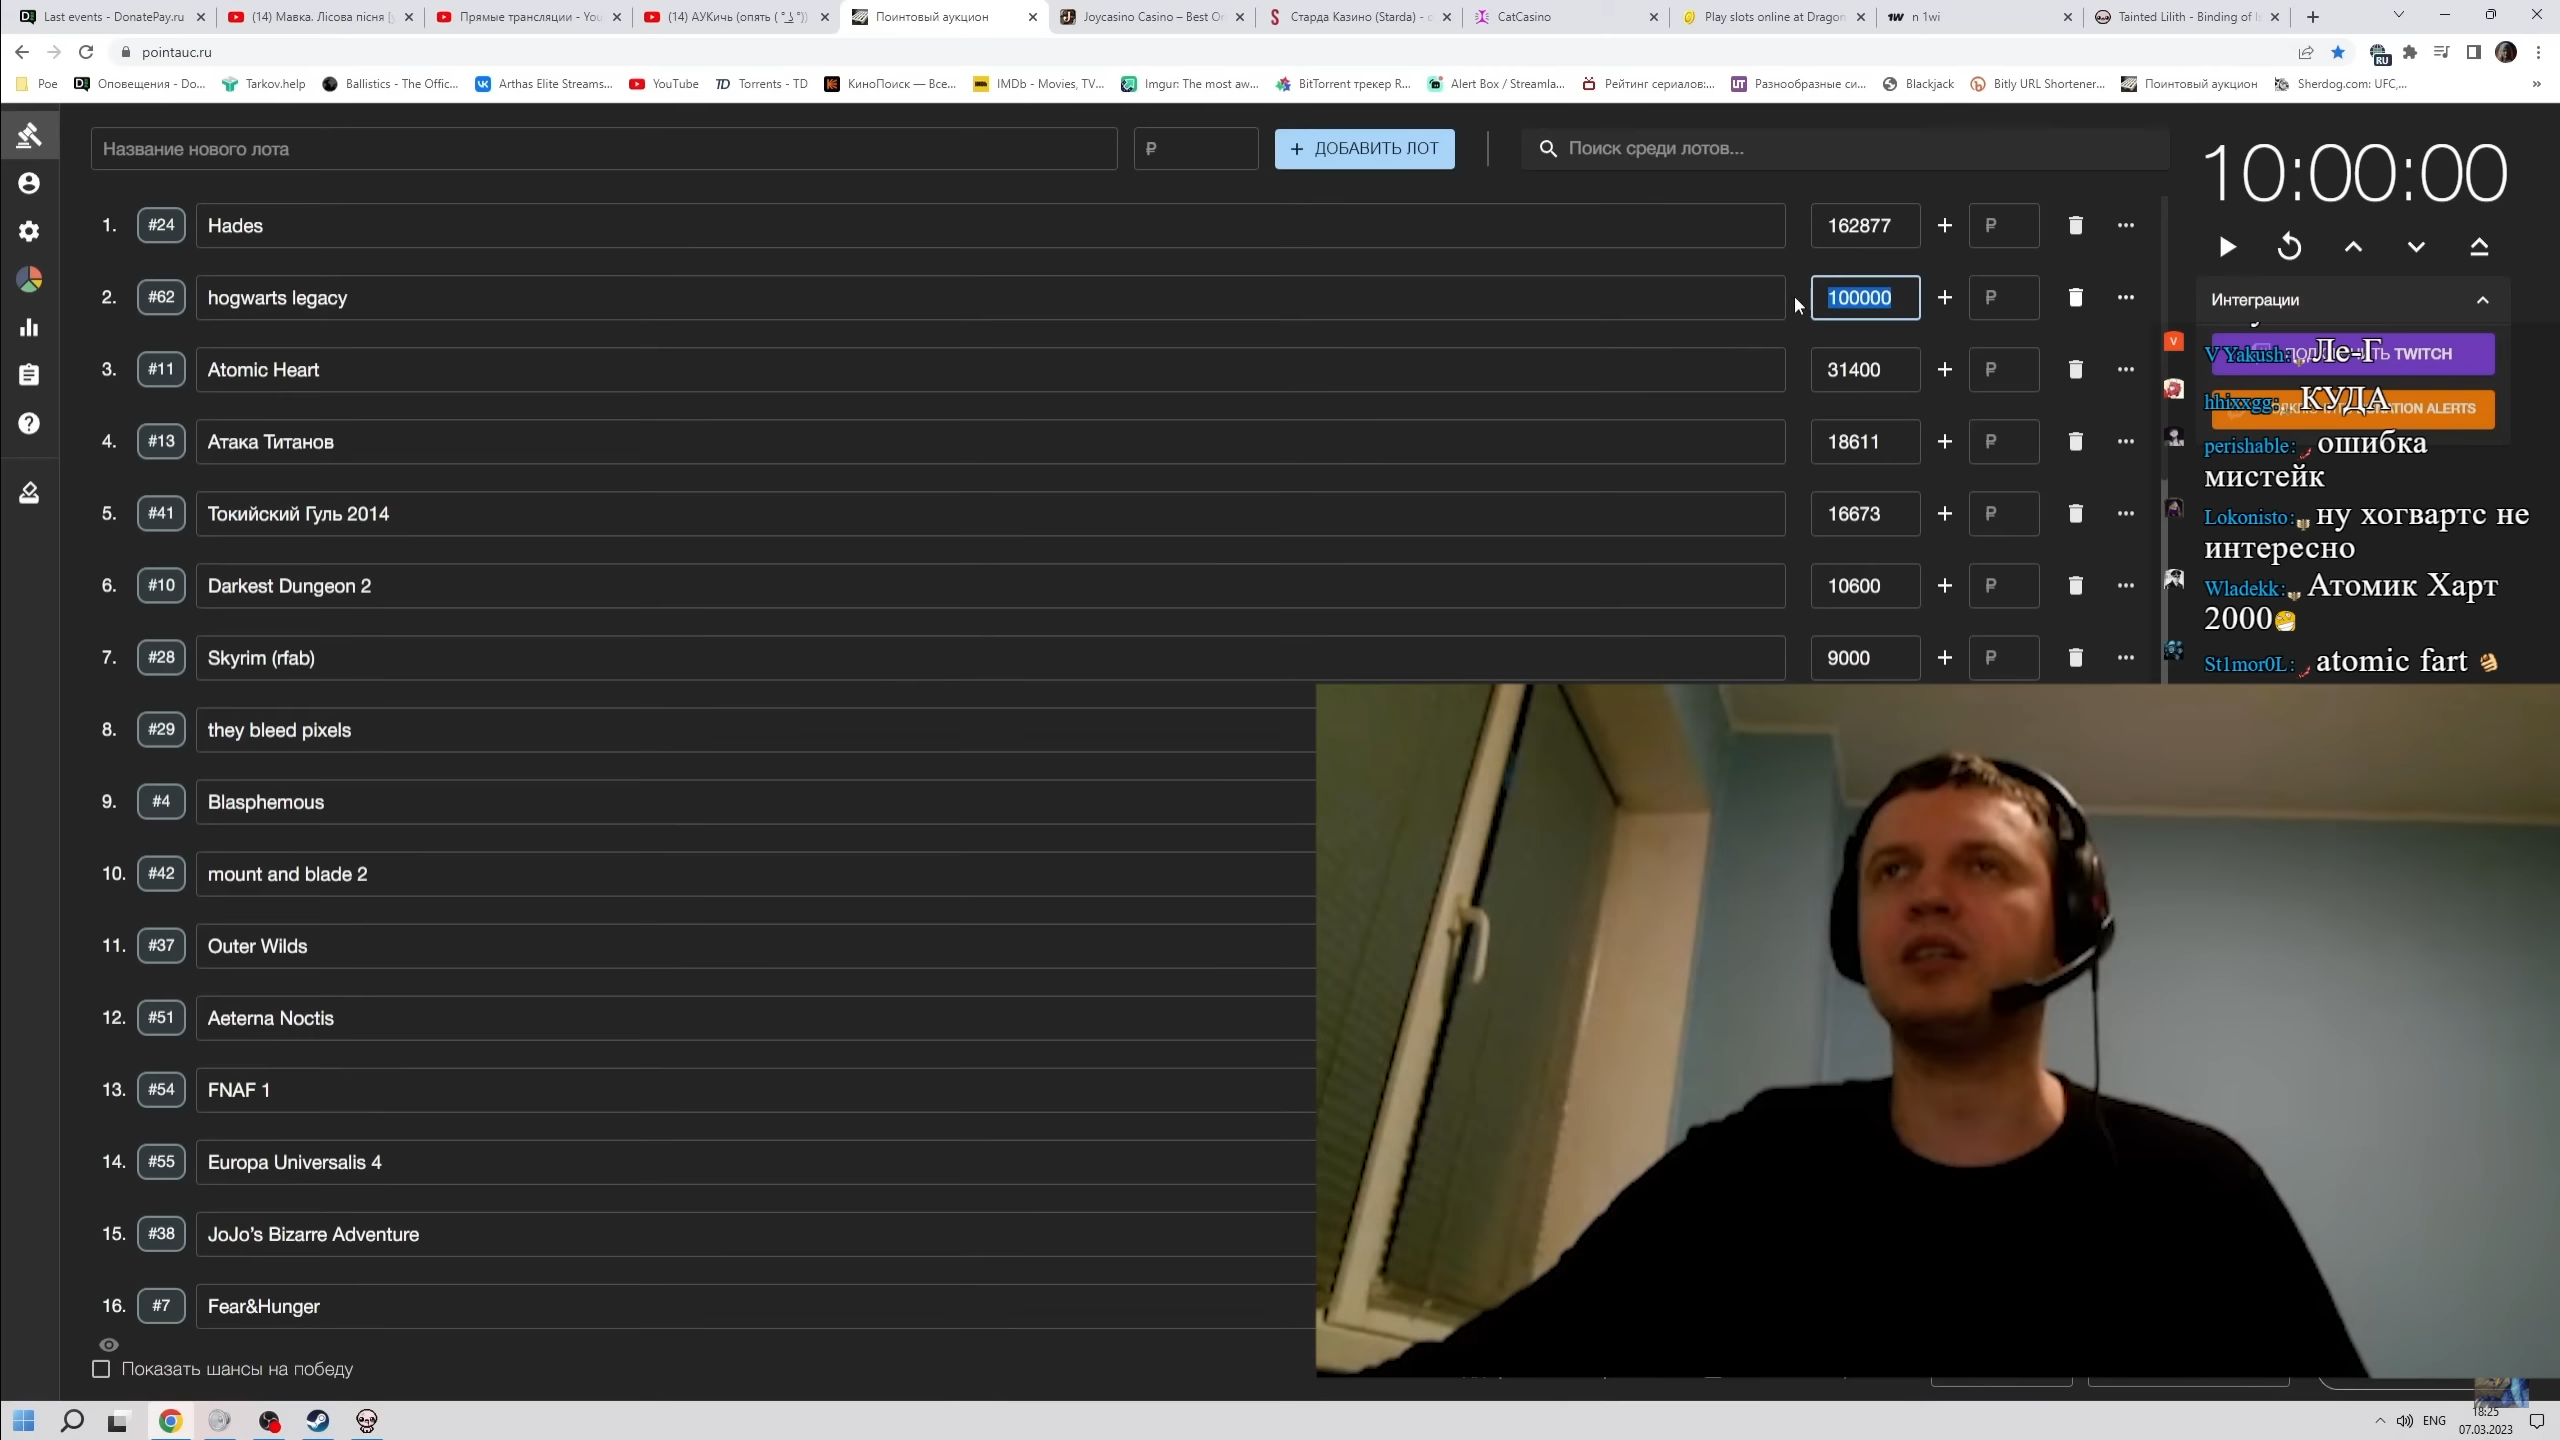 Last events - DonatePay.ru
(14) Мавка. Лісова пісня [
Прямые трансляции - You
(14) АУКичь (опять ( ͡° ͜ʖ ͡°))
Поинтовый аукцион
Joycasino Casino – Best O
Старда Казино (Starda) -
CatCasino
Play slots online at Dragon
1w n 1wi
Tainted Lilith - Binding of Is
pointauc.ru
RU
Poe
Оповещения - Do...
Tarkov.help
Ballistics - The Offic...
Arthas Elite Streams...
YouTube
TD Torrents - TD
КиноПоиск — Все...
IMDb - Movies, TV...
Imgur: The most aw...
BitTorrent трекер R...
Alert Box / Streamla...
Рейтинг сериалов:...
Разнообразные си...
Blackjack
Bitly URL Shortener...
Поинтовый аукцион
Sherdog.com: UFC,...
»
Название нового лота
₽
+ ДОБАВИТЬ ЛОТ
Поиск среди лотов...
10:00:00
Интеграции
1. #24 Hades 162877 + ₽
2. #62 hogwarts legacy 100000 + ₽
3. #11 Atomic Heart 31400 + ₽
4. #13 Атака Титанов 18611 + ₽
5. #41 Токийский Гуль 2014 16673 + ₽
6. #10 Darkest Dungeon 2 10600 + ₽
7. #28 Skyrim (rfab) 9000 + ₽
8. #29 they bleed pixels
9. #4 Blasphemous
10. #42 mount and blade 2
11. #37 Outer Wilds
12. #51 Aeterna Noctis
13. #54 FNAF 1
14. #55 Europa Universalis 4
15. #38 JoJo’s Bizarre Adventure
16. #7 Fear&Hunger
Показать шансы на победу
TWITCH
V Yakush: Ле-Г
hhixxgg: КУДА
ALERTS
perishable: ошибка
мистейк
Lokonisto: ну хогвартс не
интересно
Wladekk: Атомик Харт
2000
St1mor0L: atomic fart
ENG
18:25
07.03.2023